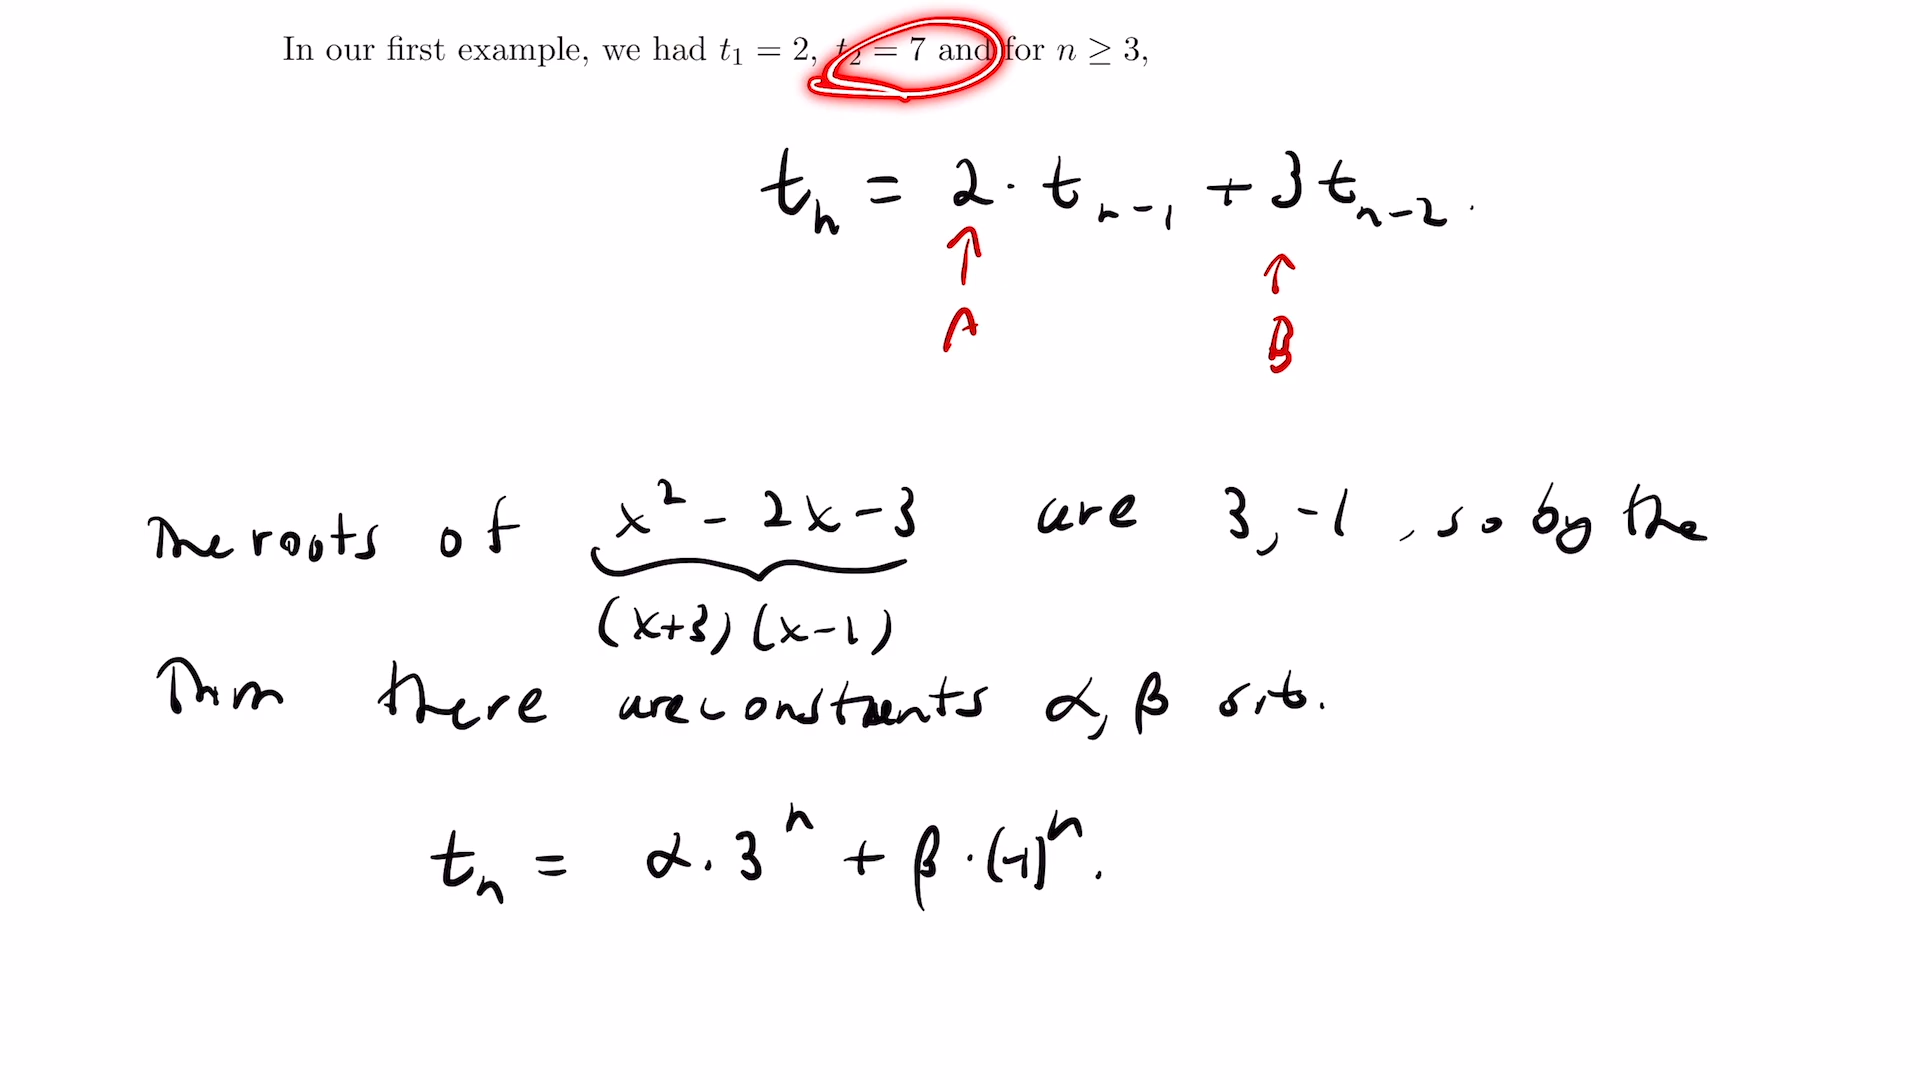 In our first example, we had t₁ = 2, t₂ = 7 and for n ≥ 3,
tₙ = 2 · tₙ₋₁ + 3tₙ₋₂.
↑ ↑
A B
The roots of x² - 2x - 3 are 3, -1, so by the
(x+3)(x-1)
Thm there are constants α, β s.t.
tₙ = α · 3ⁿ + β · (-1)ⁿ.